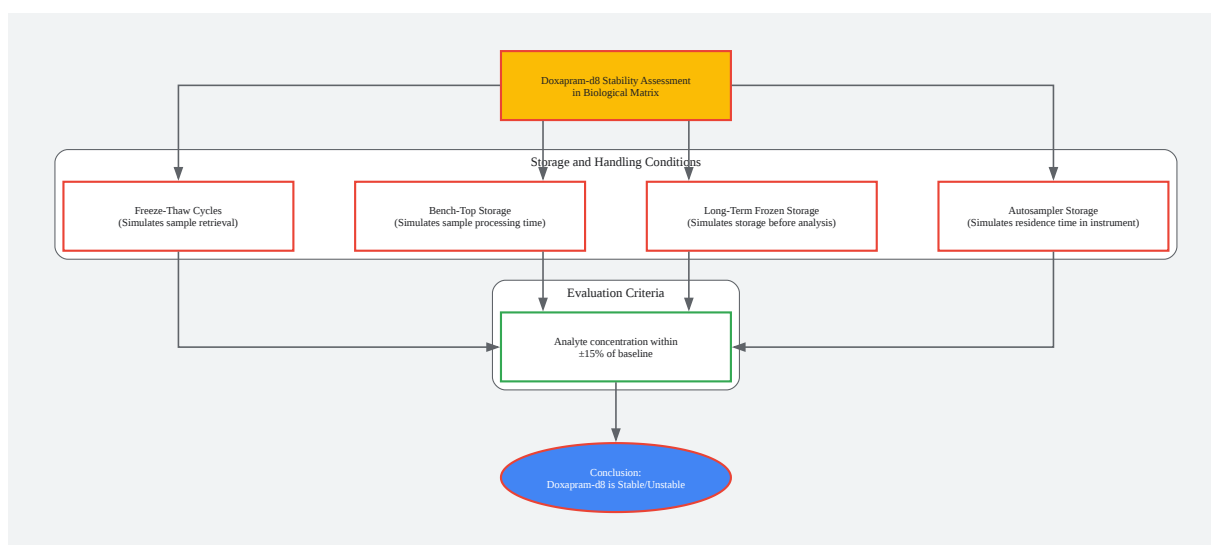 Doxapram-d8 Stability Assessment
in Biological Matrix
Storage and Handling Conditions
Freeze-Thaw Cycles
(Simulates sample retrieval)
Bench-Top Storage
(Simulates sample processing time)
Long-Term Frozen Storage
(Simulates storage before analysis)
Autosampler Storage
(Simulates residence time in instrument)
Evaluation Criteria
Analyte concentration within
±15% of baseline
Conclusion:
Doxapram-d8 is Stable/Unstable